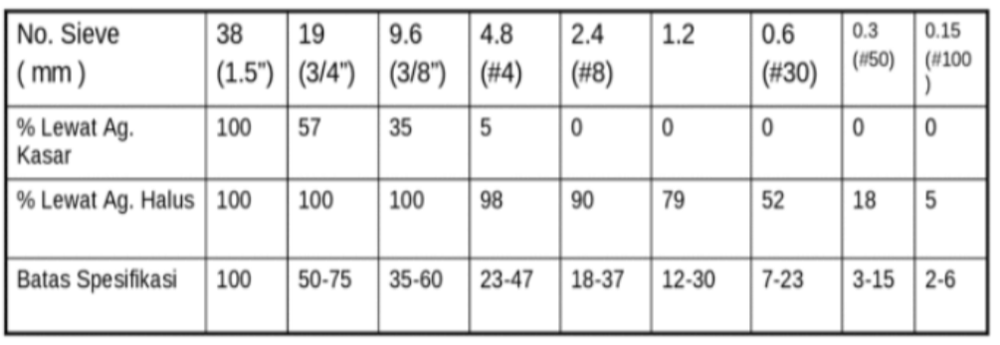 No. Sieve ( mm ) | 38 (1.5") | 19 (3/4") | 9.6 (3/8") | 4.8 (#4) | 2.4 (#8) | 1.2 | 0.6 (#30) | 0.3 (#50) | 0.15 (#100 )
% Lewat Ag. Kasar | 100 | 57 | 35 | 5 | 0 | 0 | 0 | 0 | 0
% Lewat Ag. Halus | 100 | 100 | 100 | 98 | 90 | 79 | 52 | 18 | 5
Batas Spesifikasi | 100 | 50-75 | 35-60 | 23-47 | 18-37 | 12-30 | 7-23 | 3-15 | 2-6